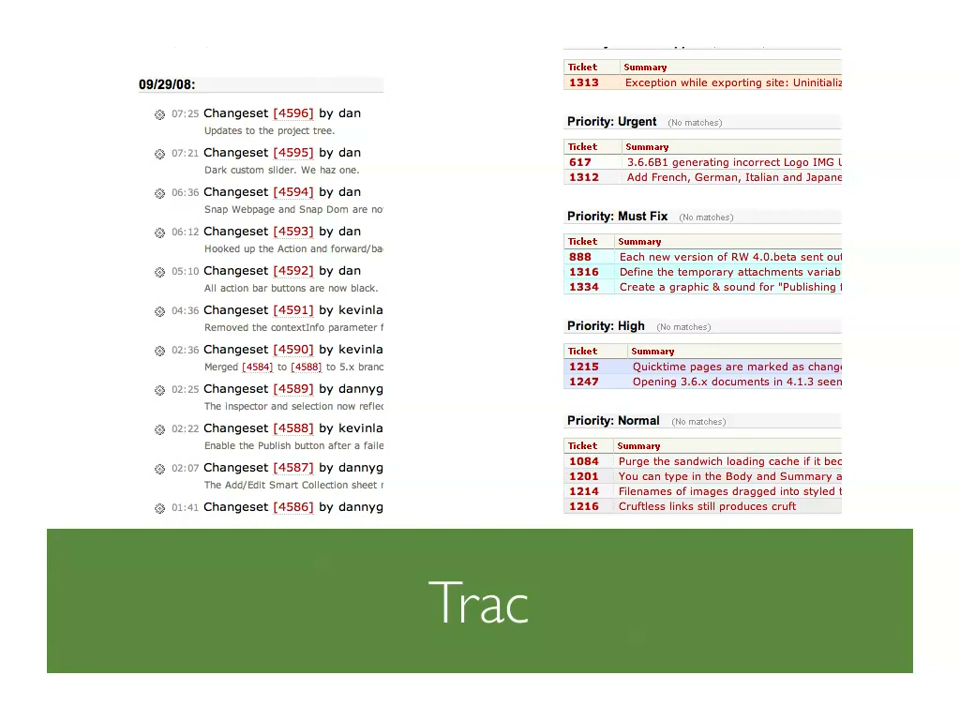 09/29/08:
07:25 Changeset [4596] by dan
Updates to the project tree.
07:21 Changeset [4595] by dan
Dark custom slider. We haz one.
06:36 Changeset [4594] by dan
Snap Webpage and Snap Dom are
06:12 Changeset [4593] by dan
Hooked up the Action and forward/ba
05:10 Changeset [4592] by dan
All action bar buttons are now black.
04:36 Changeset [4591] by kevinla
Removed the contextInfo parameter
02:36 Changeset [4590] by kevinla
Merged [4584] to [4588] to 5.x branc
02:25 Changeset [4589] by dannyg
The inspector and selection now reflec
02:22 Changeset [4588] by kevinla
Enable the Publish button after a faile
02:07 Changeset [4587] by dannyg
The Add/Edit Smart Collection sheet
01:41 Changeset [4586] by dannyg
Ticket Summary
1313 Exception while exporting site: Uninitializ
Priority: Urgent (No matches)
Ticket Summary
617 3.6.6B1 generating incorrect Logo IMG
1312 Add French, German, Italian and Japane
Priority: Must Fix (No matches)
Ticket Summary
888 Each new version of RW 4.0.beta sent out
1316 Define the temporary attachments variab
1334 Create a graphic & sound for "Publishing
Priority: High (No matches)
Ticket Summary
1215 Quicktime pages are marked as change
1247 Opening 3.6.x documents in 4.1.3 seen
Priority: Normal (No matches)
Ticket Summary
1084 Purge the sandwich loading cache if it bec
1201 You can type in the Body and Summary a
1214 Filenames of images dragged into styled t
1216 Cruftless links still produces cruft
Trac